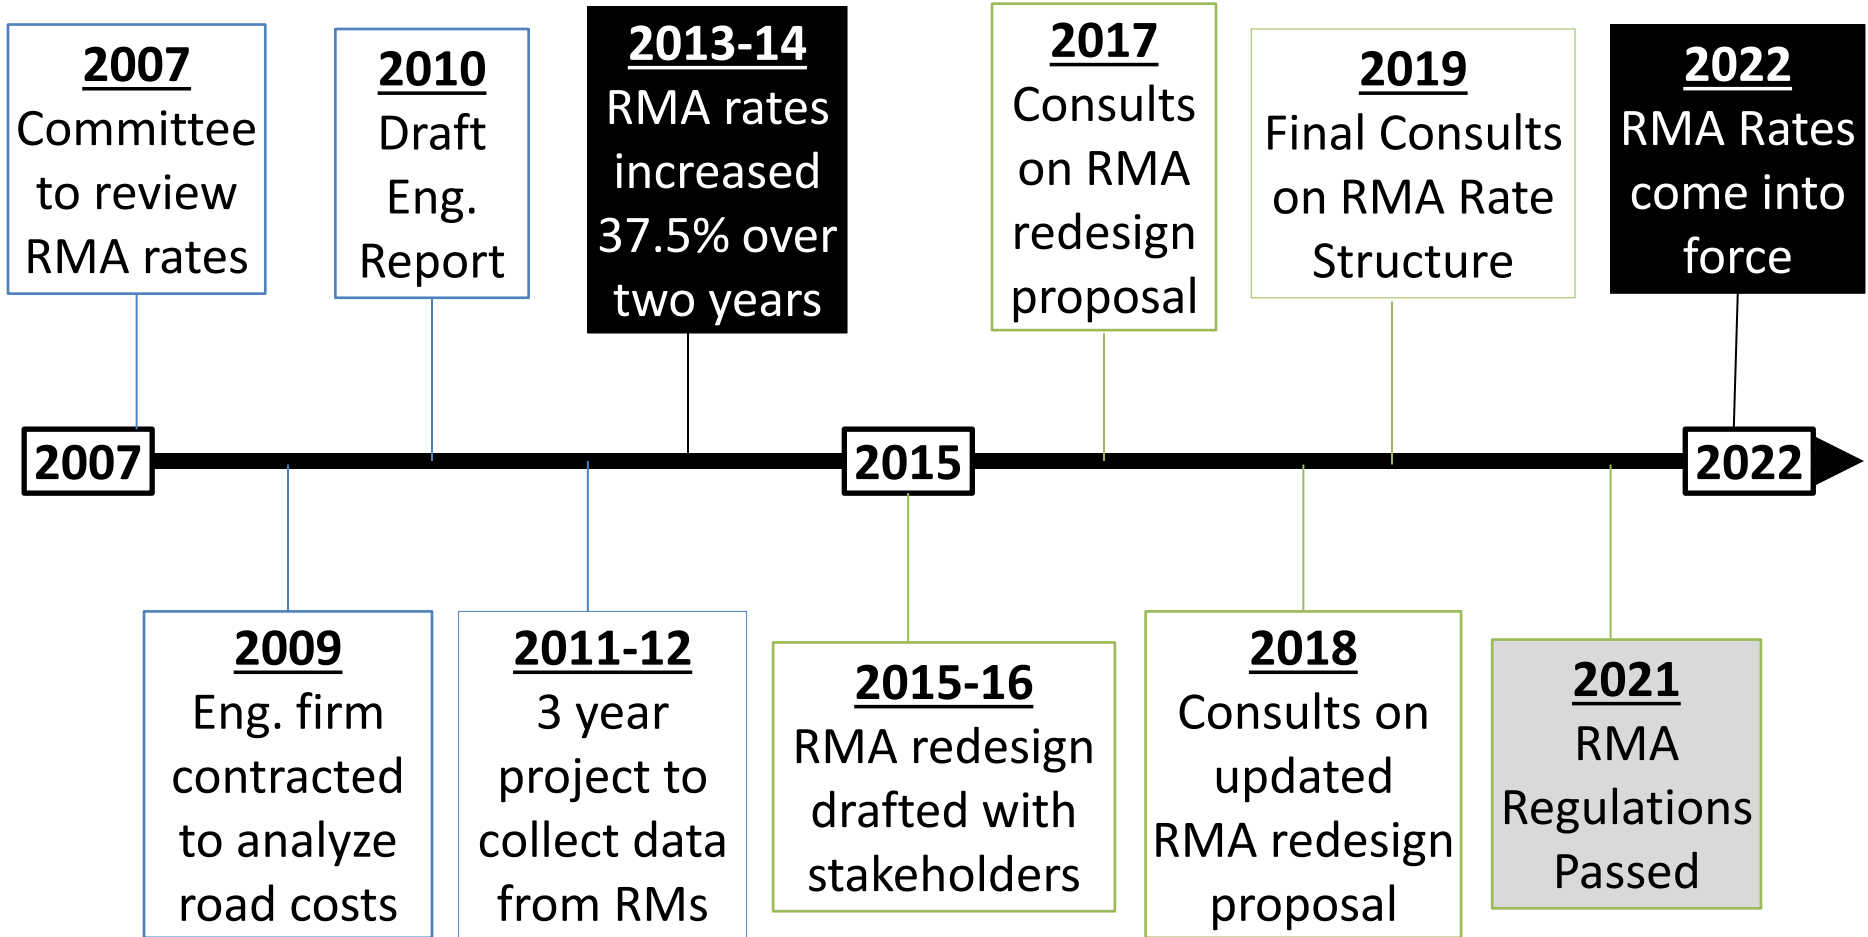 2007
Committee
to review
RMA rates
2010
Draft
Eng.
Report
2013-14
RMA rates
increased
37.5% over
two years
2017
Consults
on RMA
redesign
proposal
2019
Final Consults
on RMA Rate
Structure
2022
RMA Rates
come into
force
2007
2015
2022
2009
Eng. firm
contracted
to analyze
road costs
2011-12
3 year
project to
collect data
from RMs
2015-16
RMA redesign
drafted with
stakeholders
2018
Consults on
updated
RMA redesign
proposal
2021
RMA
Regulations
Passed